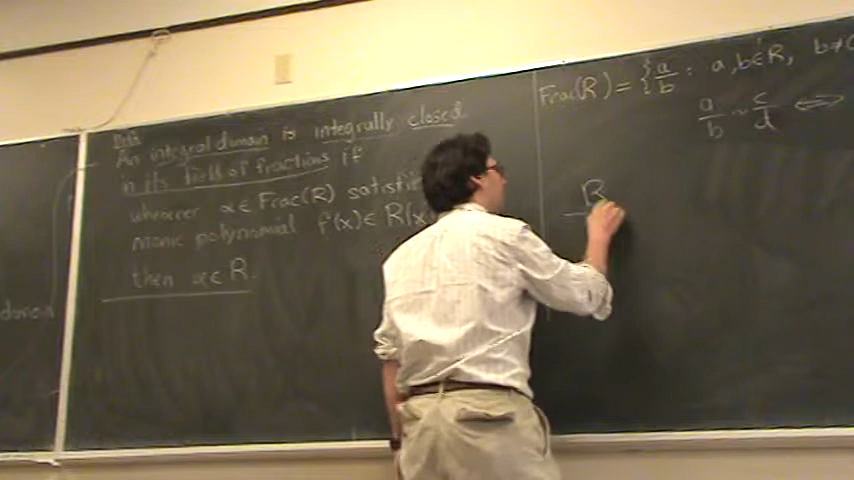 Defn
An integral domain is integrally closed
in its field of fractions if
whenever α ∈ Frac(R) satisfies
monic polynomial f(x) ∈ R[x
then α ∈ R.
domain
Frac(R) = { a/b : a, b ∈ R, b ≠ 0
a/b ~ c/d ⟺
R